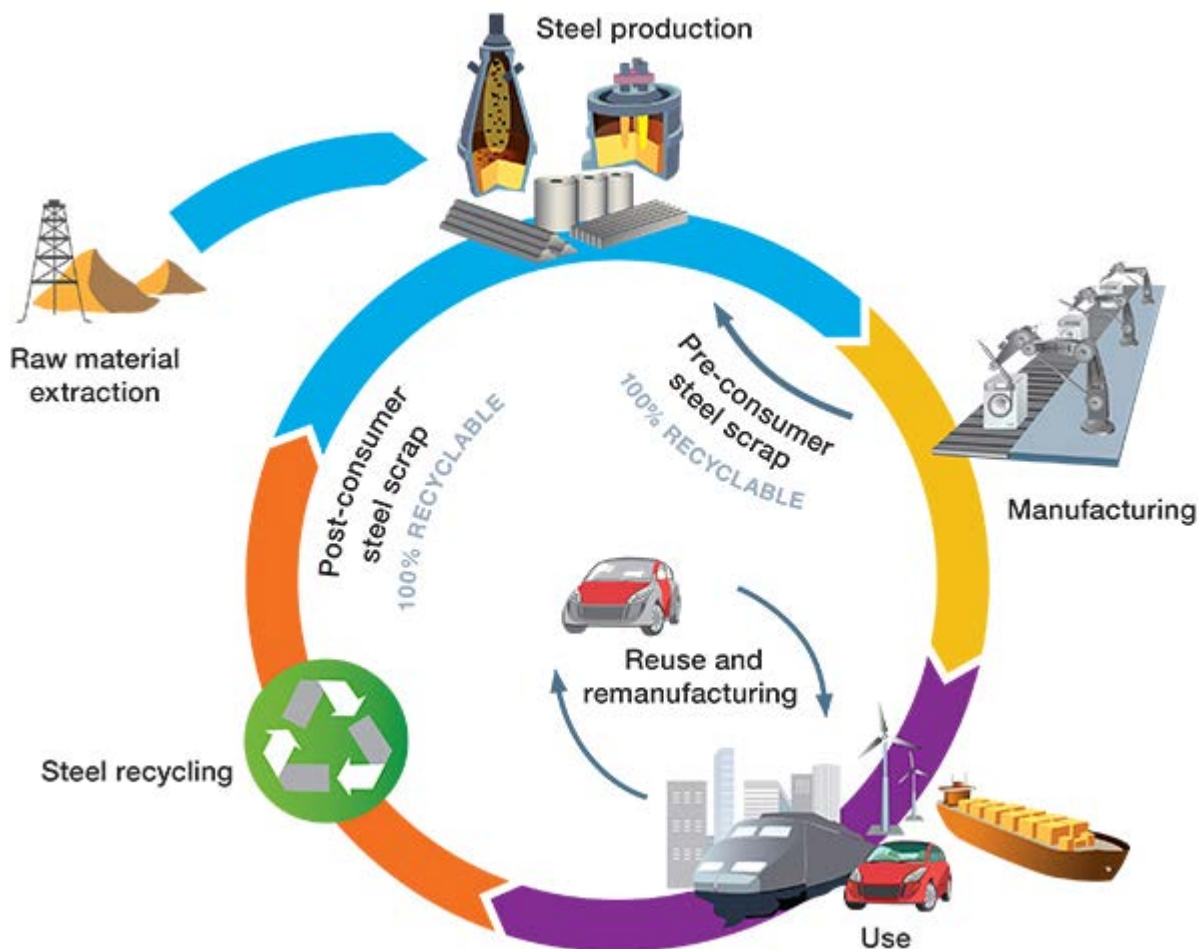 Steel production
Raw material
extraction
Pre-consumer
steel scrap
100% RECYCLABLE
Manufacturing
Post-consumer
steel scrap
100% RECYCLABLE
Reuse and
remanufacturing
Steel recycling
Use